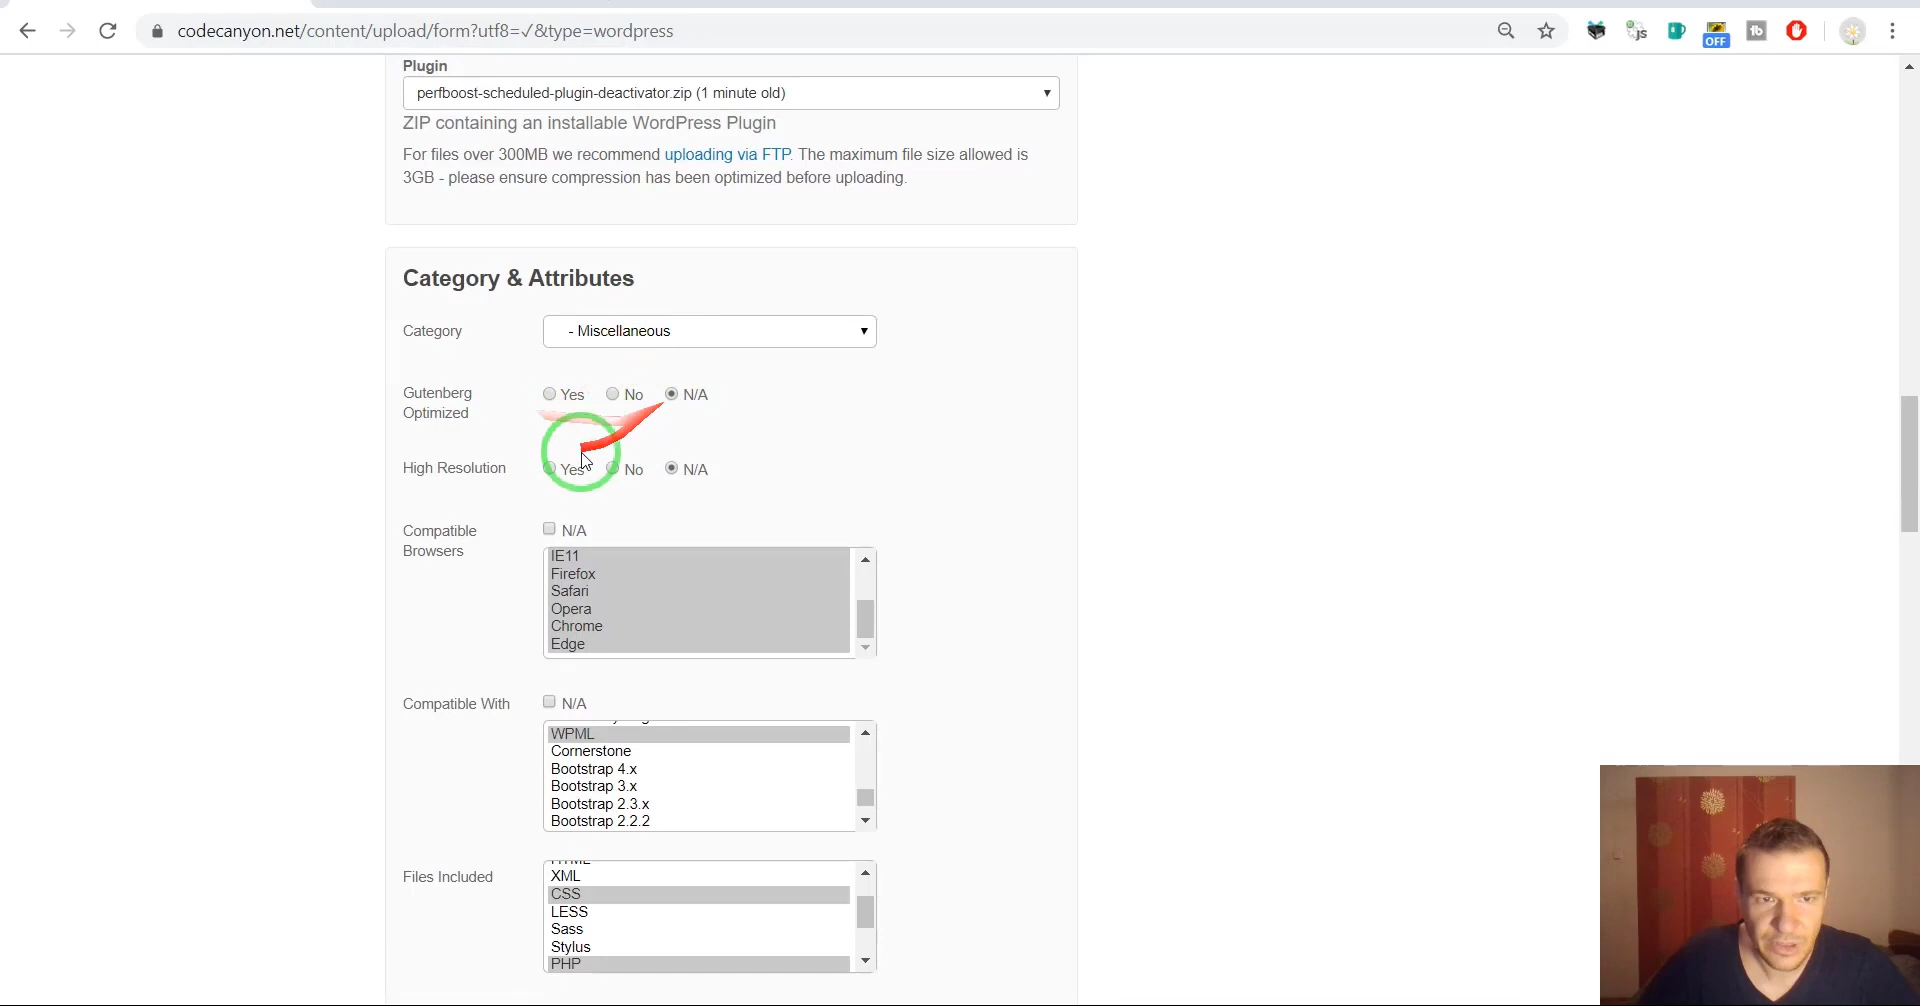 codecanyon.net/content/upload/form?utf8=✓&type=wordpress
js
OFF
tb
Plugin
perfboost-scheduled-plugin-deactivator.zip (1 minute old)
ZIP containing an installable WordPress Plugin
For files over 300MB we recommend uploading via FTP. The maximum file size allowed is
3GB - please ensure compression has been optimized before uploading.
Category & Attributes
Category
- Miscellaneous
Gutenberg
Optimized
Yes No N/A
High Resolution
Yes No N/A
Compatible
Browsers
N/A
IE11
Firefox
Safari
Opera
Chrome
Edge
Compatible With
N/A
WPML
Cornerstone
Bootstrap 4.x
Bootstrap 3.x
Bootstrap 2.3.x
Bootstrap 2.2.2
Files Included
XML
CSS
LESS
Sass
Stylus
PHP